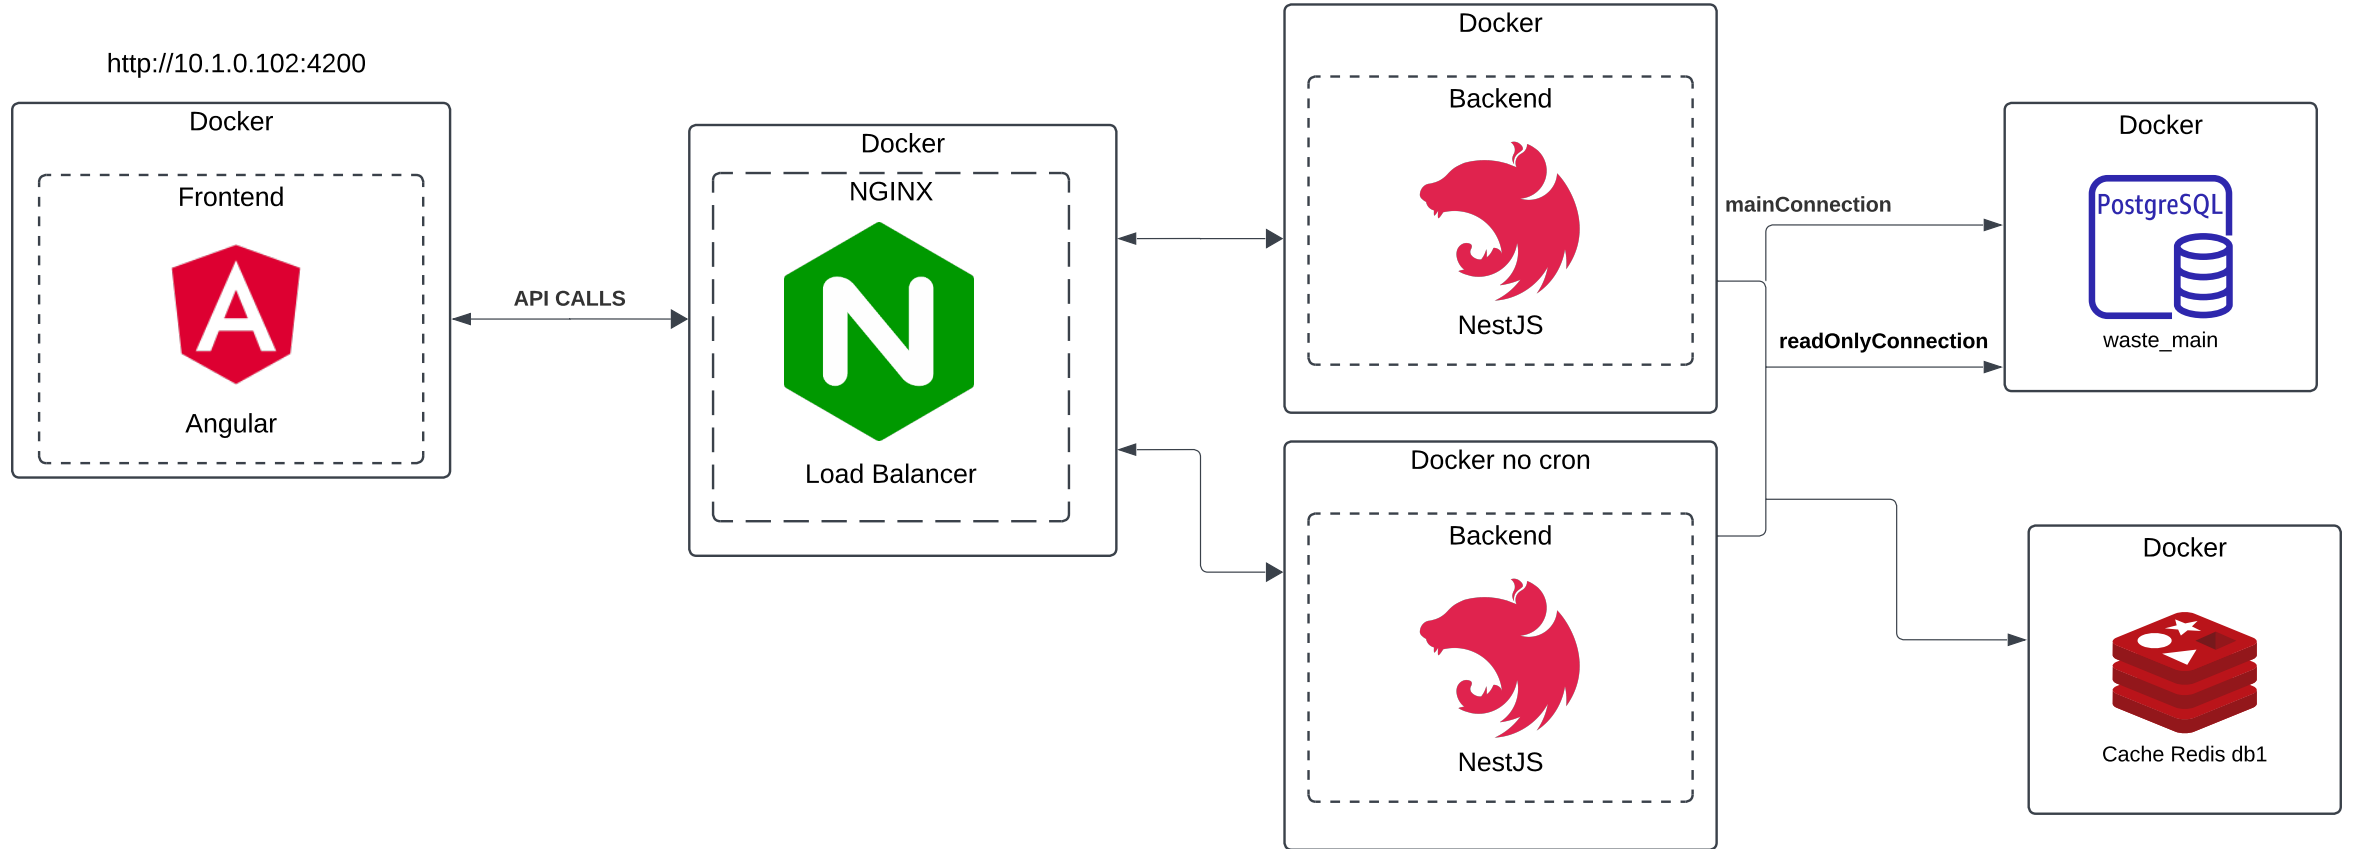 http://10.1.0.102:4200
Docker
Frontend
Angular
API CALLS
Docker
NGINX
Load Balancer
Docker
Backend
NestJS
Docker no cron
Backend
NestJS
mainConnection
readOnlyConnection
Docker
PostgreSQL
waste_main
Docker
Cache Redis db1